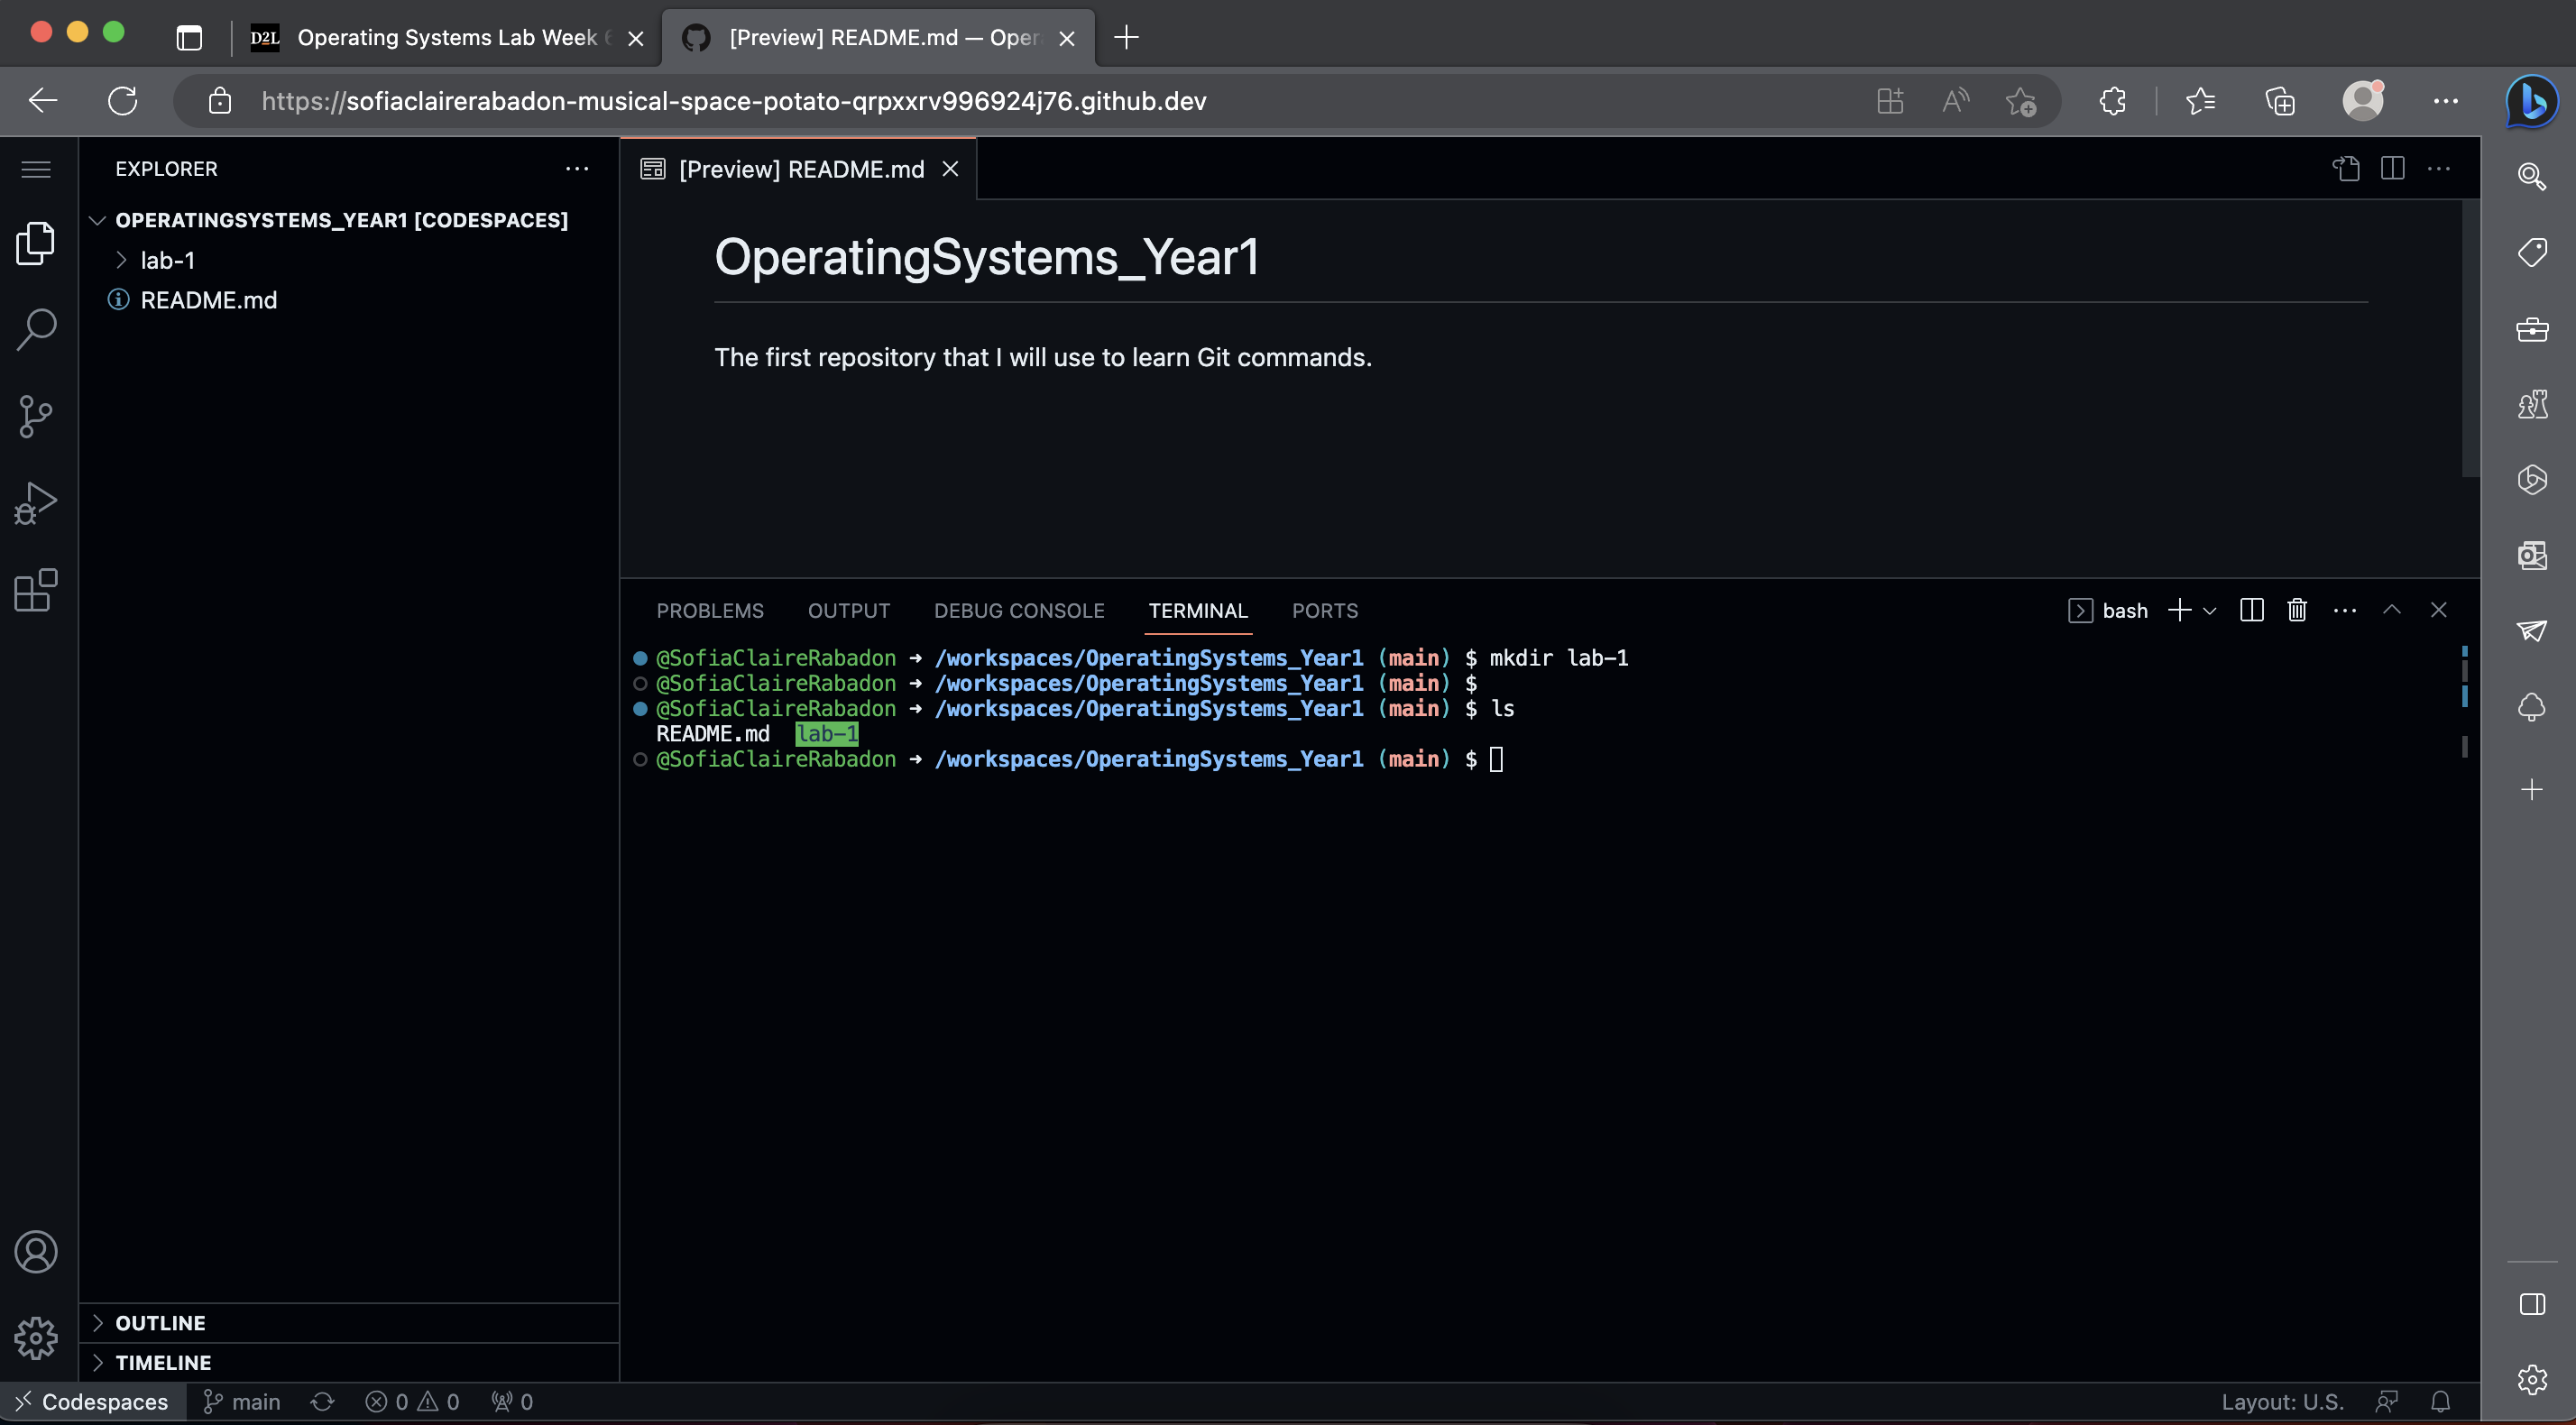 D2L Operating Systems Lab Week 6
[Preview] README.md — Oper
https://sofiaclairerabadon-musical-space-potato-qrpxxrv996924j76.github.dev
EXPLORER
[Preview] README.md
OPERATINGSYSTEMS_YEAR1 [CODESPACES]
lab-1
README.md
OperatingSystems_Year1
The first repository that I will use to learn Git commands.
PROBLEMS OUTPUT DEBUG CONSOLE TERMINAL PORTS bash
@SofiaClaireRabadon ➜ /workspaces/OperatingSystems_Year1 (main) $ mkdir lab-1
@SofiaClaireRabadon ➜ /workspaces/OperatingSystems_Year1 (main) $
@SofiaClaireRabadon ➜ /workspaces/OperatingSystems_Year1 (main) $ ls
README.md lab-1
@SofiaClaireRabadon ➜ /workspaces/OperatingSystems_Year1 (main) $
OUTLINE
TIMELINE
Codespaces main 0 0 0 Layout: U.S.